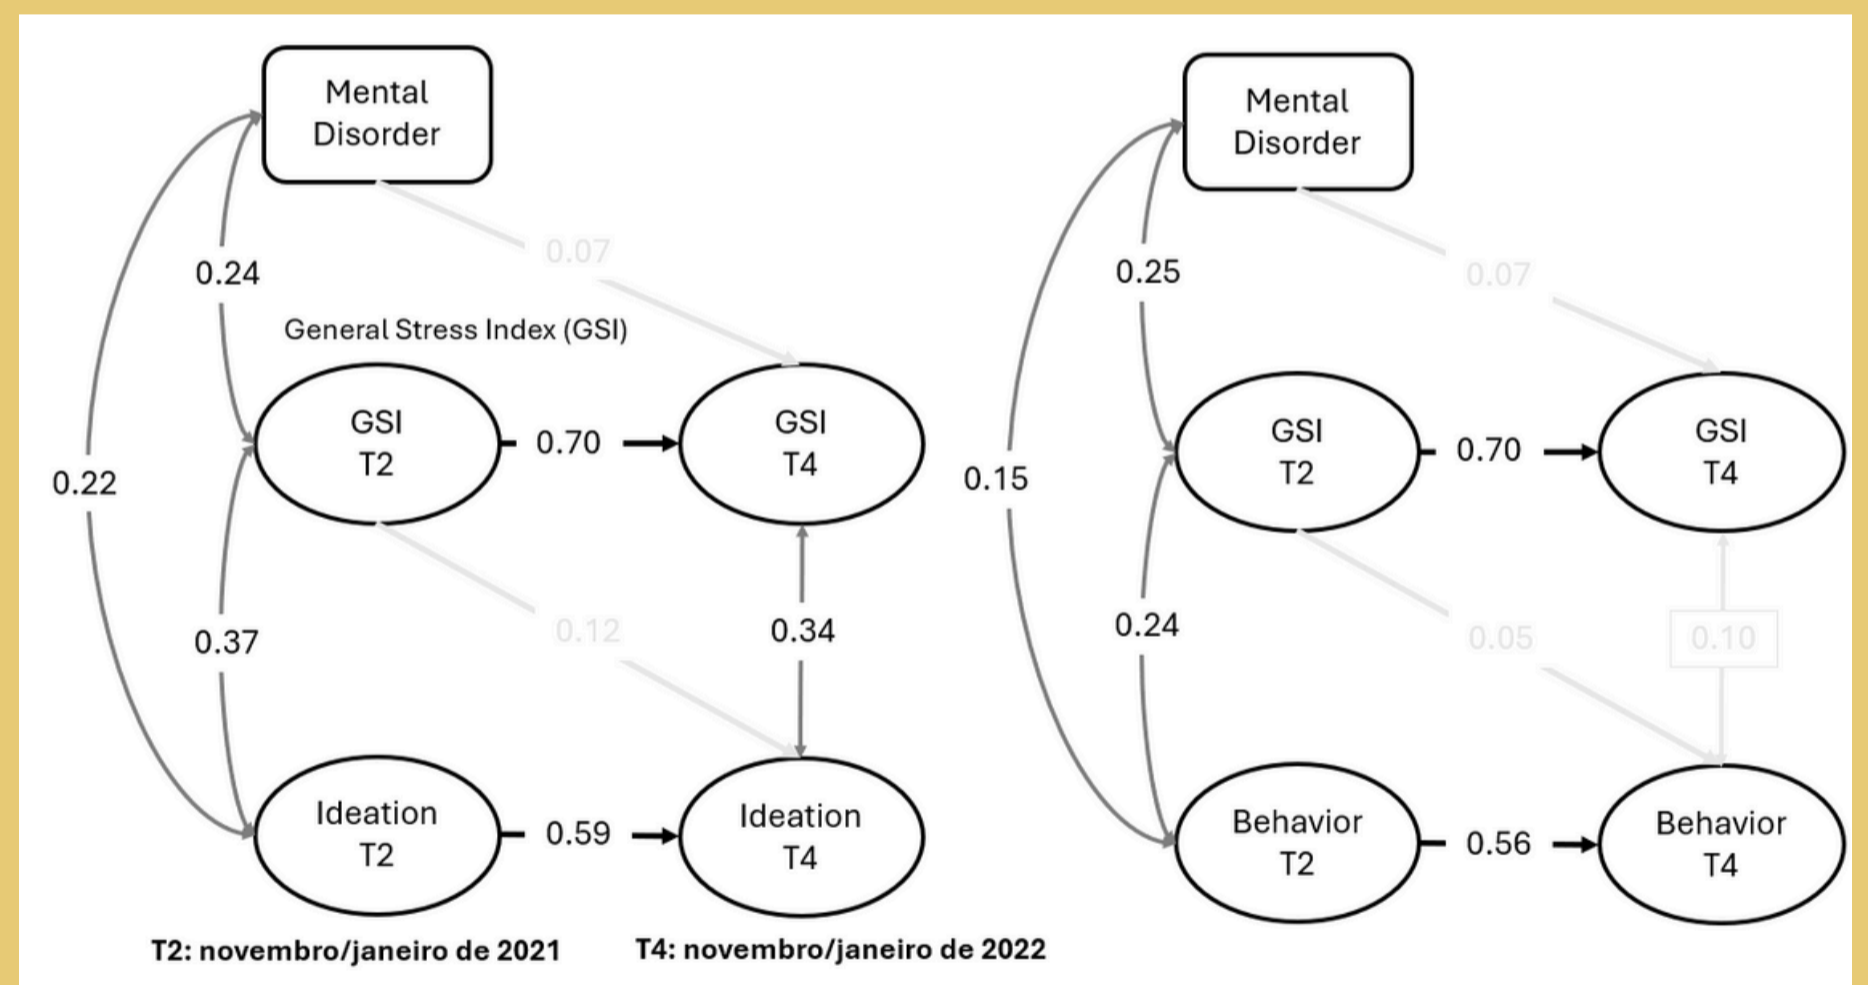 Mental
Disorder
0.07
0.24
General Stress Index (GSI)
GSI
T2
0.70
GSI
T4
0.22
0.37
0.12
0.34
Ideation
T2
0.59
Ideation
T4
T2: novembro/janeiro de 2021
T4: novembro/janeiro de 2022
Mental
Disorder
0.07
0.25
GSI
T2
0.70
GSI
T4
0.15
0.24
0.05
0.10
Behavior
T2
0.56
Behavior
T4